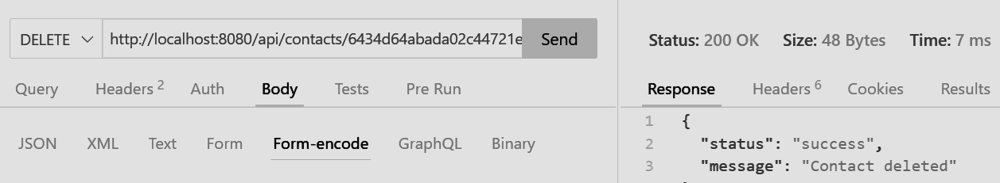 DELETE http://localhost:8080/api/contacts/6434d64abada02c44721e Send
Status: 200 OK Size: 48 Bytes Time: 7 ms
Query Headers 2 Auth Body Tests Pre Run
Response Headers 6 Cookies Results
JSON XML Text Form Form-encode GraphQL Binary
1 {
2 "status": "success",
3 "message": "Contact deleted"